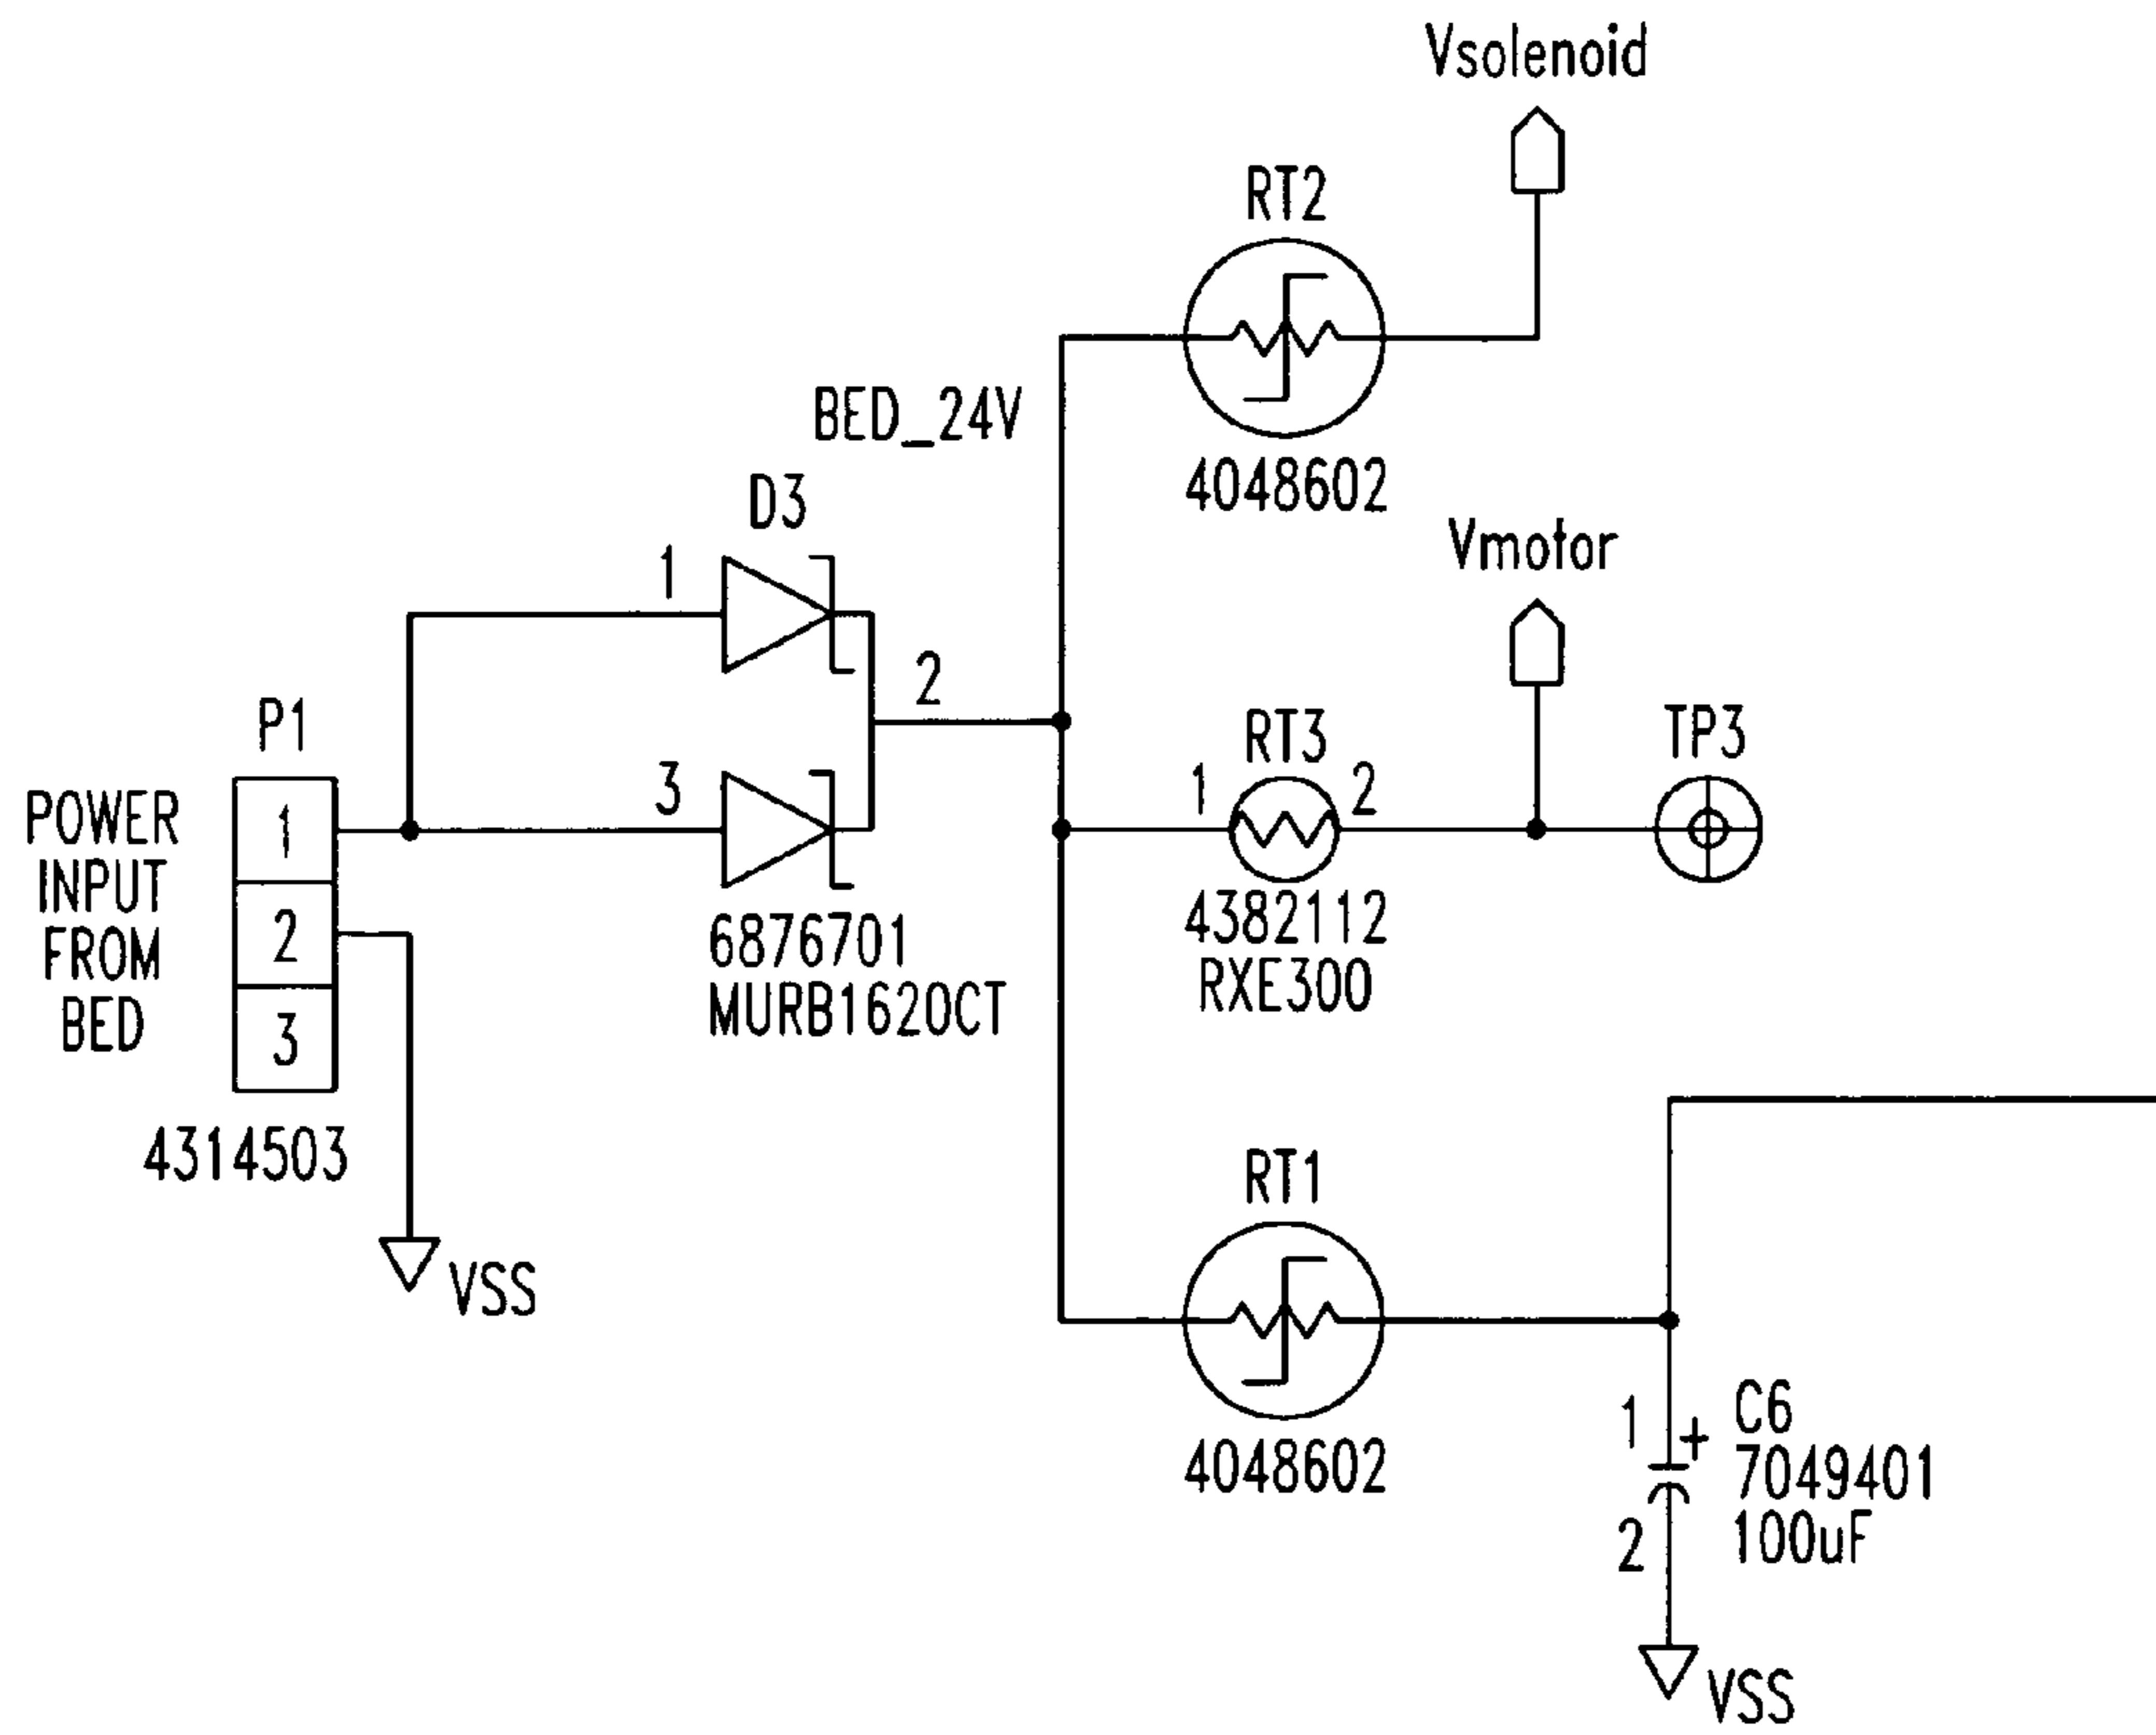 Vsolenoid
RT2
4048602
BED_24V
D3
1
2
3
6876701
MURB1620CT
Vmotor
P1
POWER
INPUT
FROM
BED
1
2
3
4314503
VSS
RT3
1
2
4382112
RXE300
TP3
RT1
4048602
1
+
C6
7049401
100uF
2
VSS